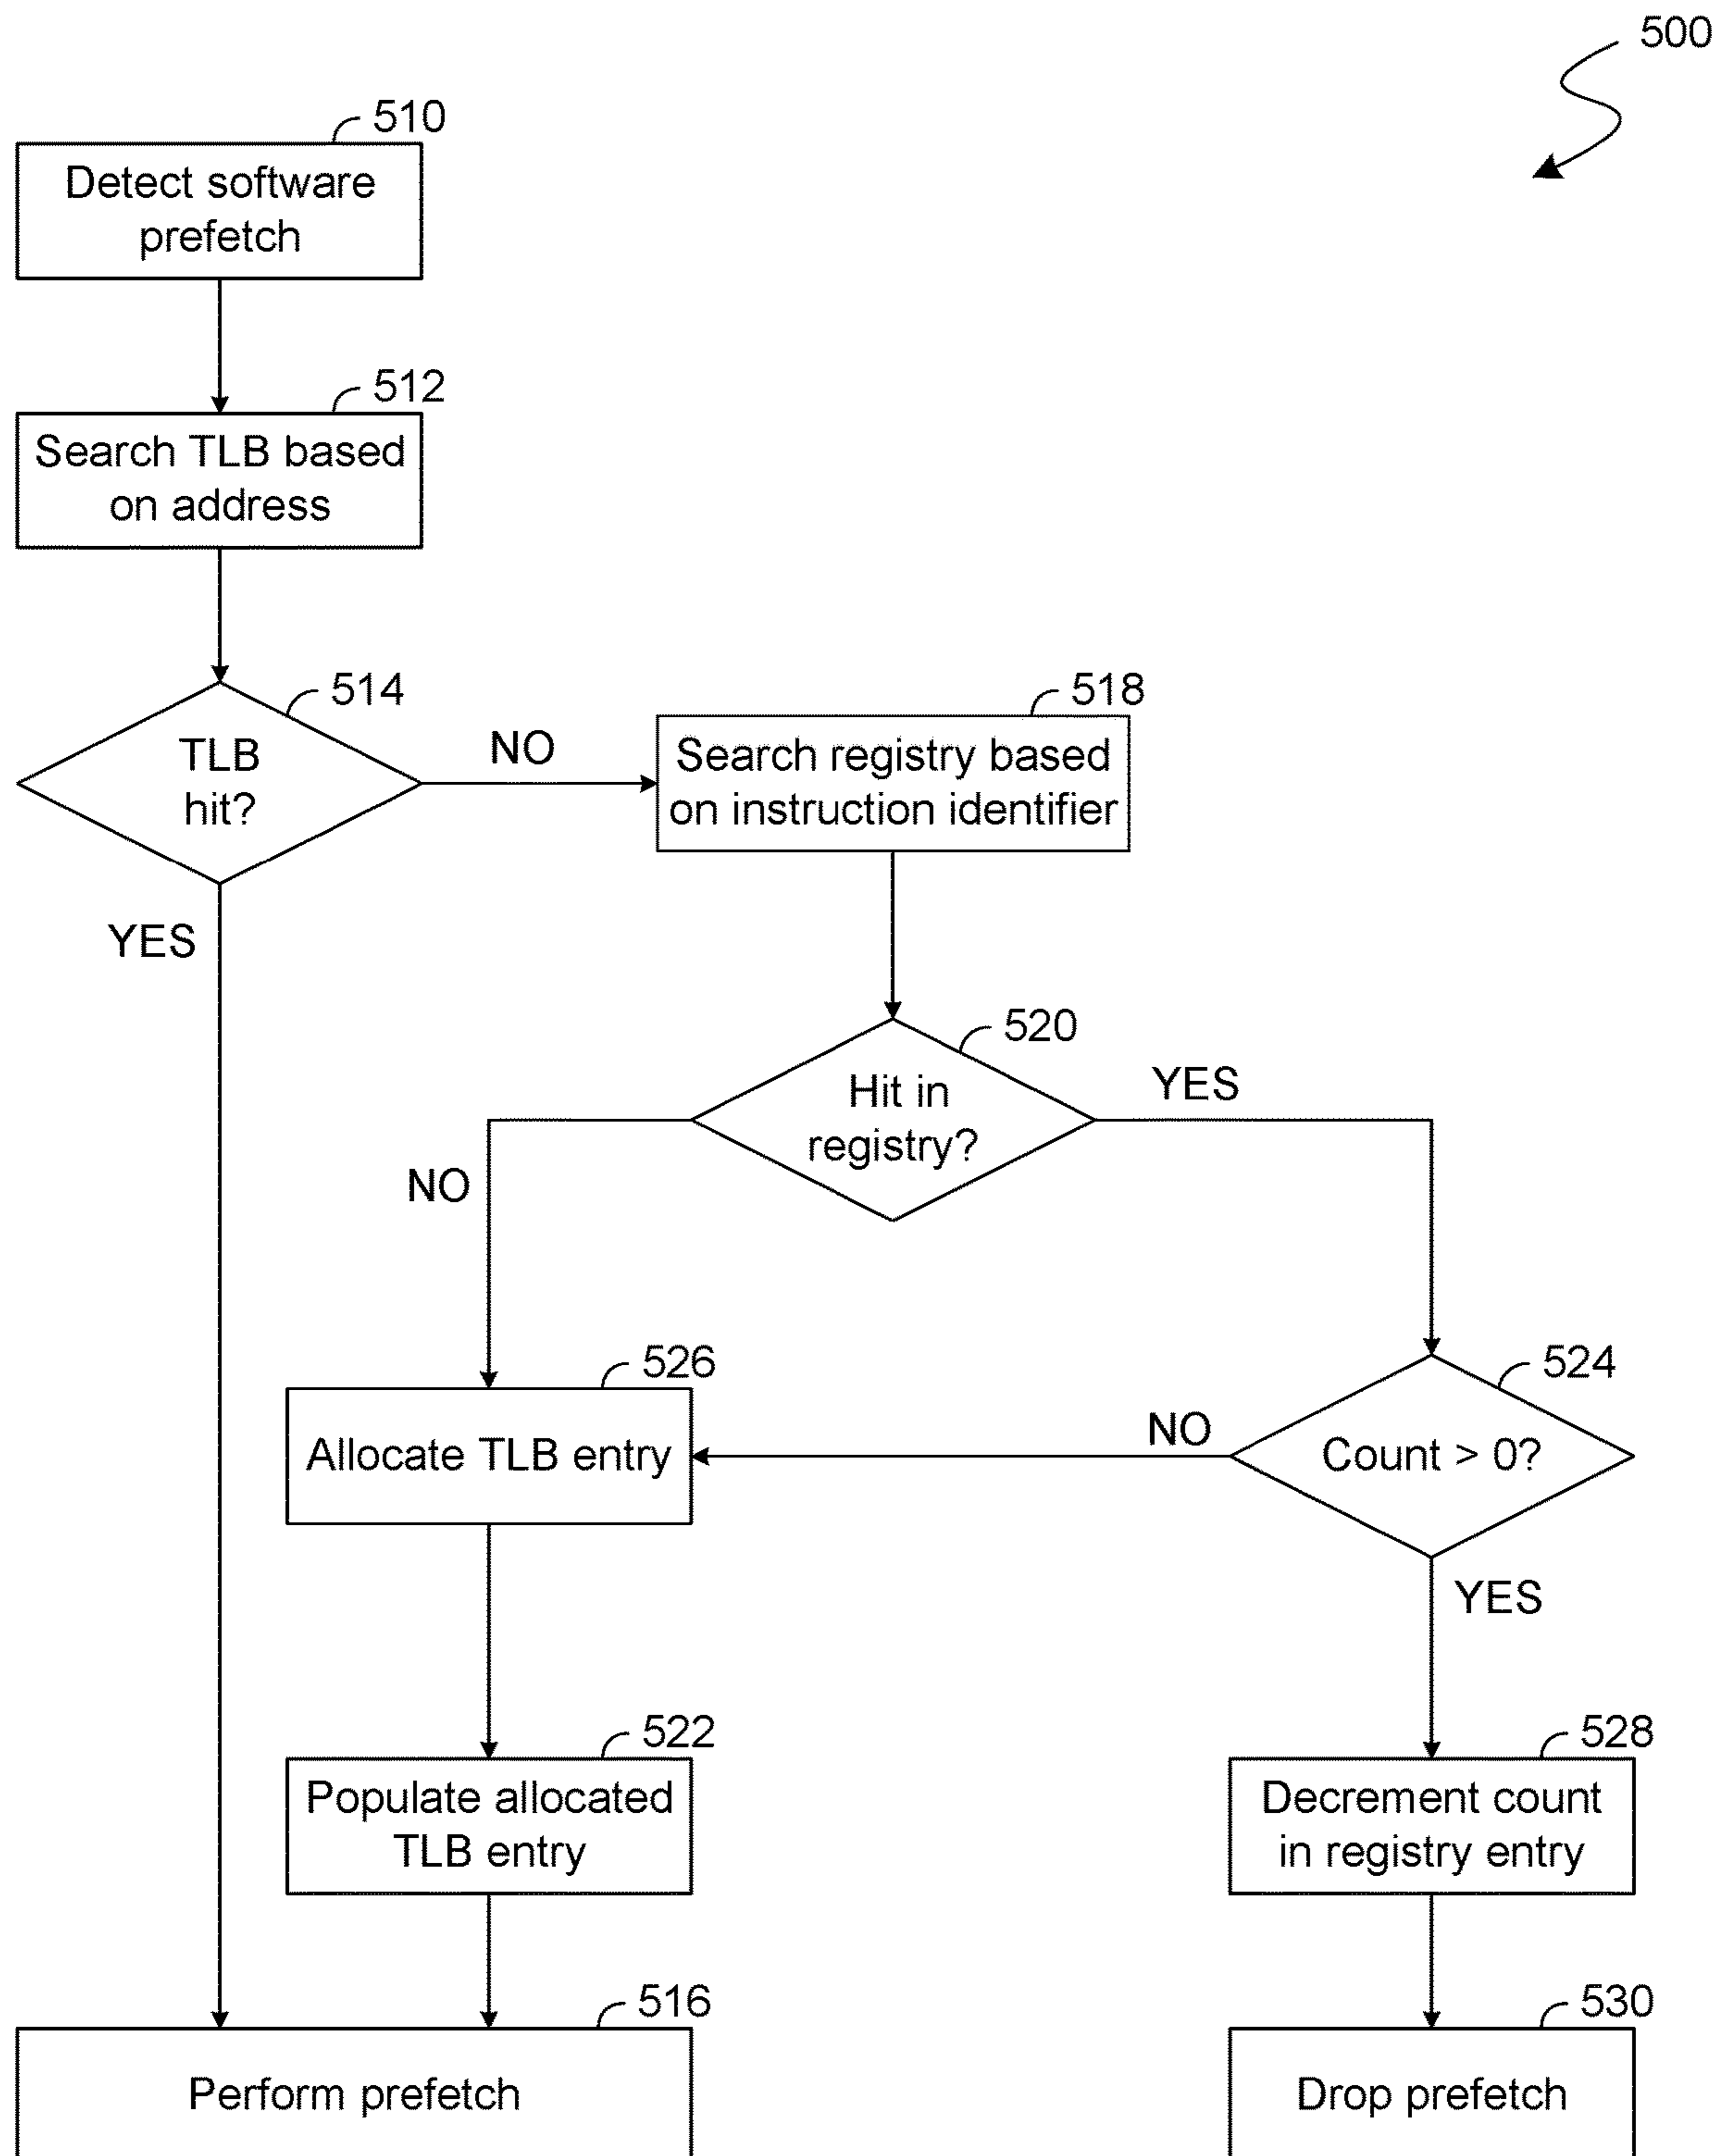 500
510
Detect software
prefetch
512
Search TLB based
on address
514
TLB
hit?
NO
518
Search registry based
on instruction identifier
YES
520
Hit in
registry?
YES
NO
526
Allocate TLB entry
NO
524
Count > 0?
YES
522
Populate allocated
TLB entry
528
Decrement count
in registry entry
516
Perform prefetch
530
Drop prefetch